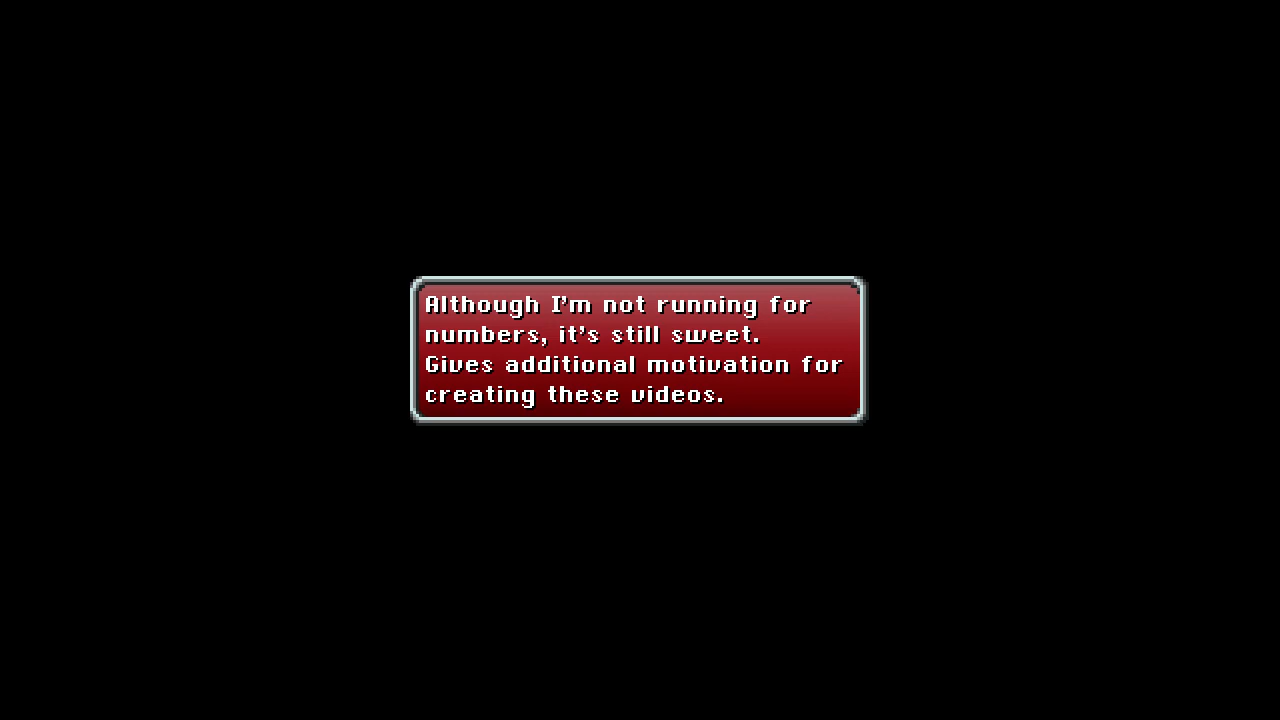 Although I'm not running for
numbers, it's still sweet.
Gives additional motivation for
creating these videos.